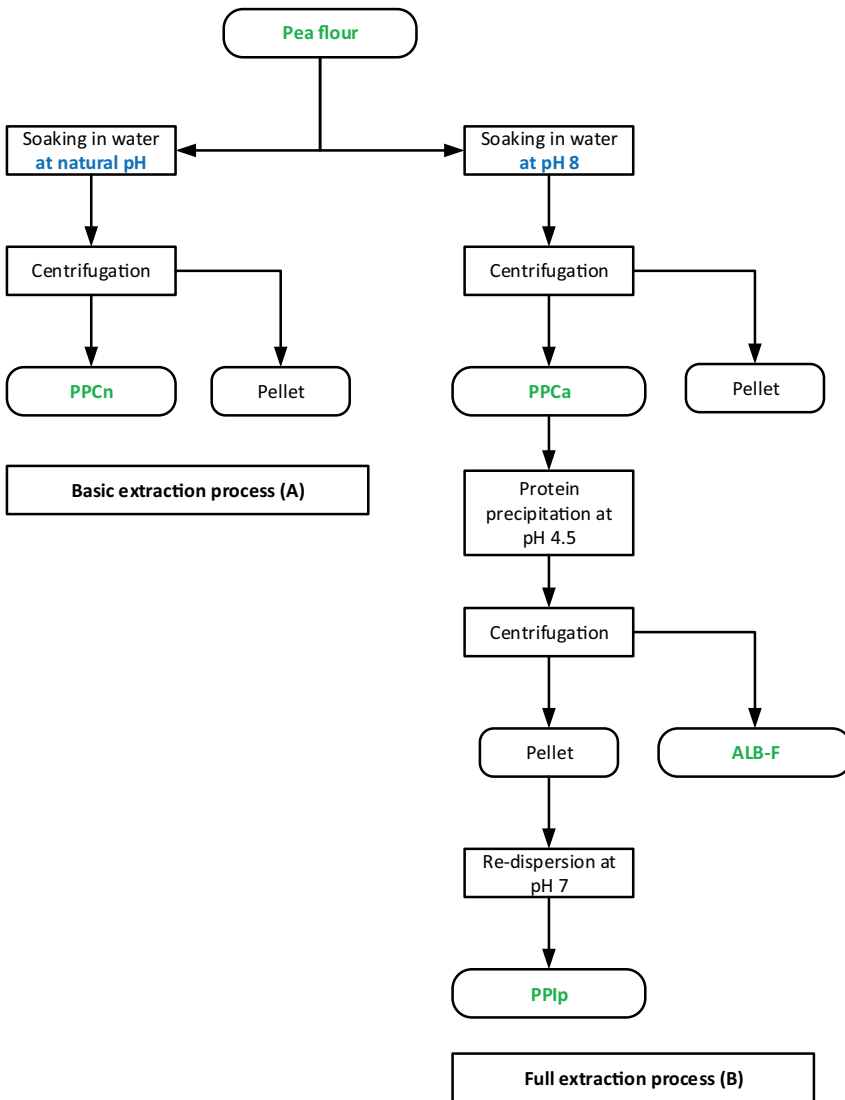 Pea flour
Soaking in water
at natural pH
Soaking in water
at pH 8
Centrifugation
Centrifugation
PPCn
Pellet
PPCa
Pellet
Basic extraction process (A)
Protein
precipitation at
pH 4.5
Centrifugation
Pellet
ALB-F
Re-dispersion at
pH 7
PPIp
Full extraction process (B)